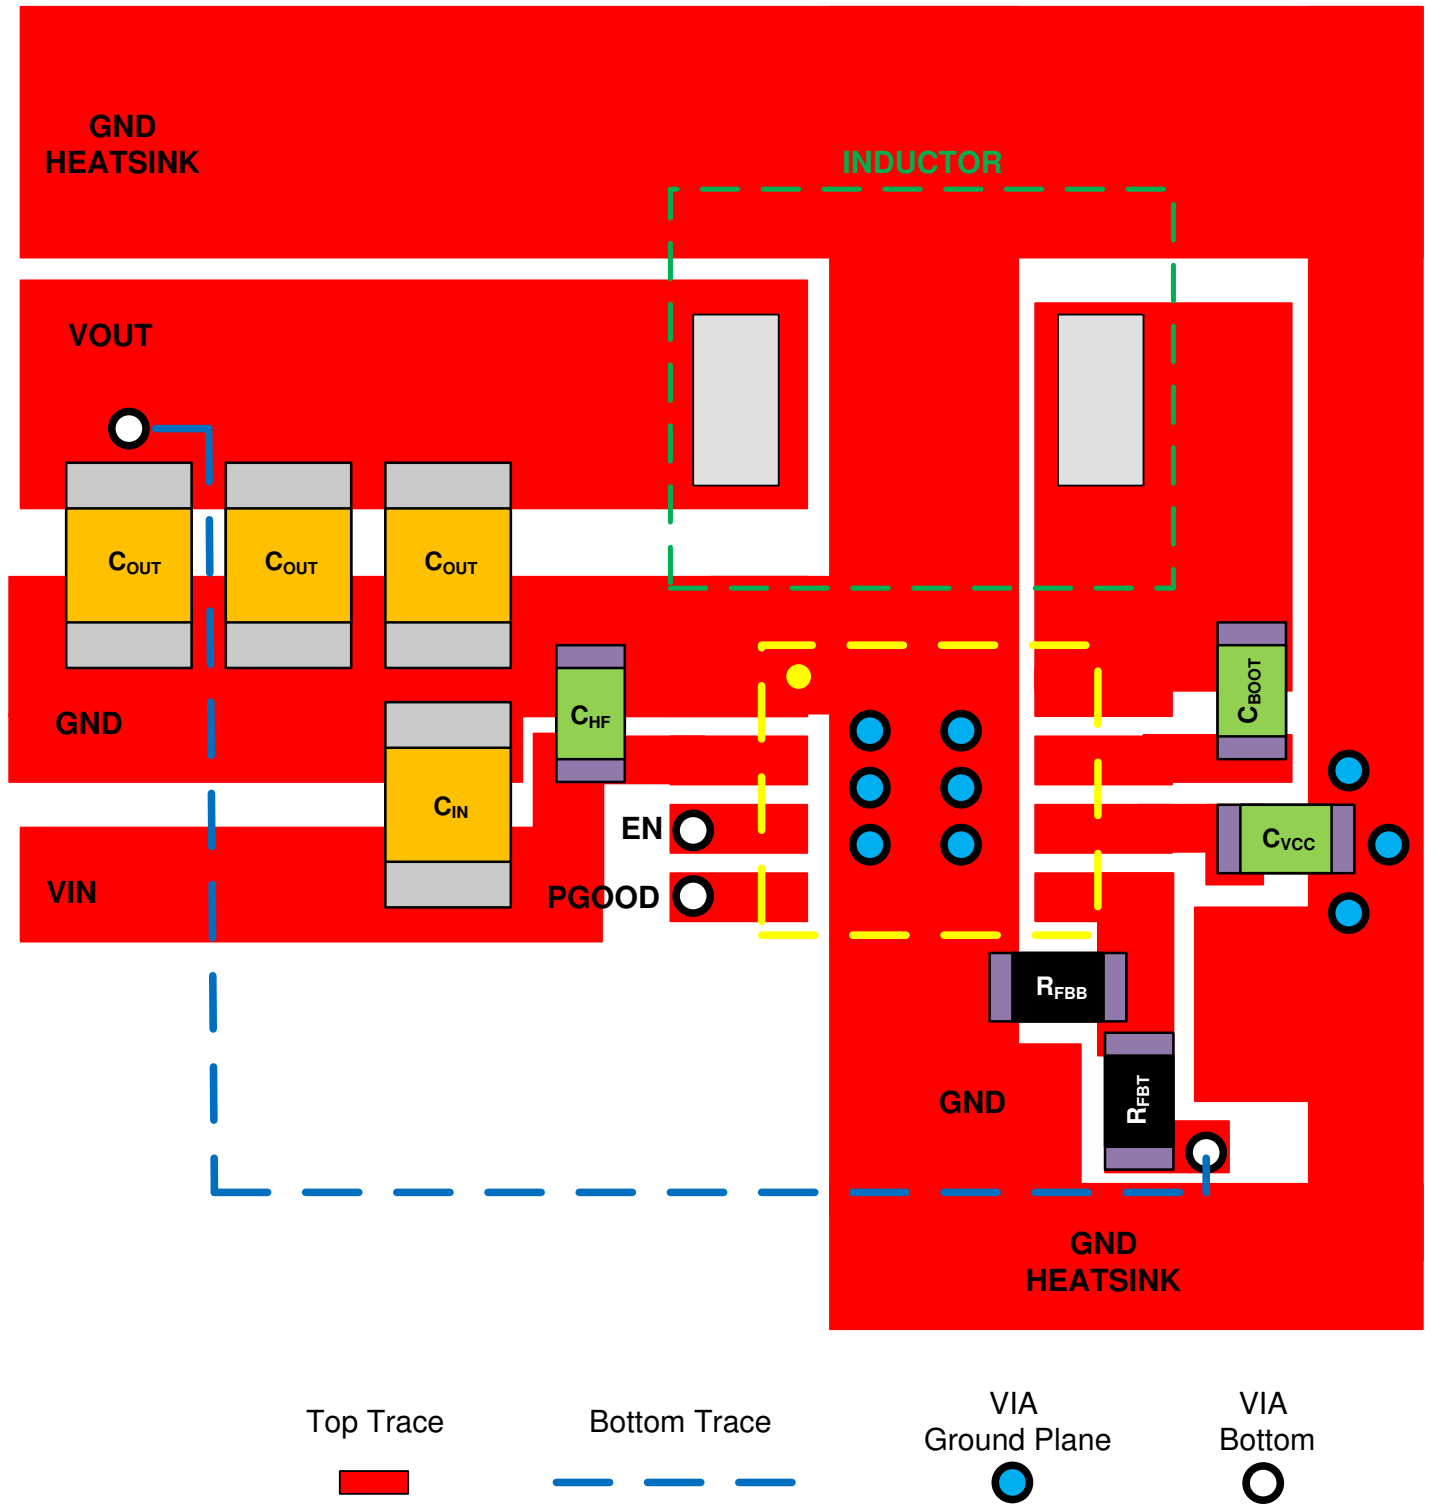 GND
HEATSINK
INDUCTOR
VOUT
COUT
COUT
COUT
CBOOT
CHF
GND
CIN
EN
CVCC
VIN
PGOOD
RFBB
GND
RFBT
GND
HEATSINK
Top Trace
Bottom Trace
VIA
Ground Plane
VIA
Bottom